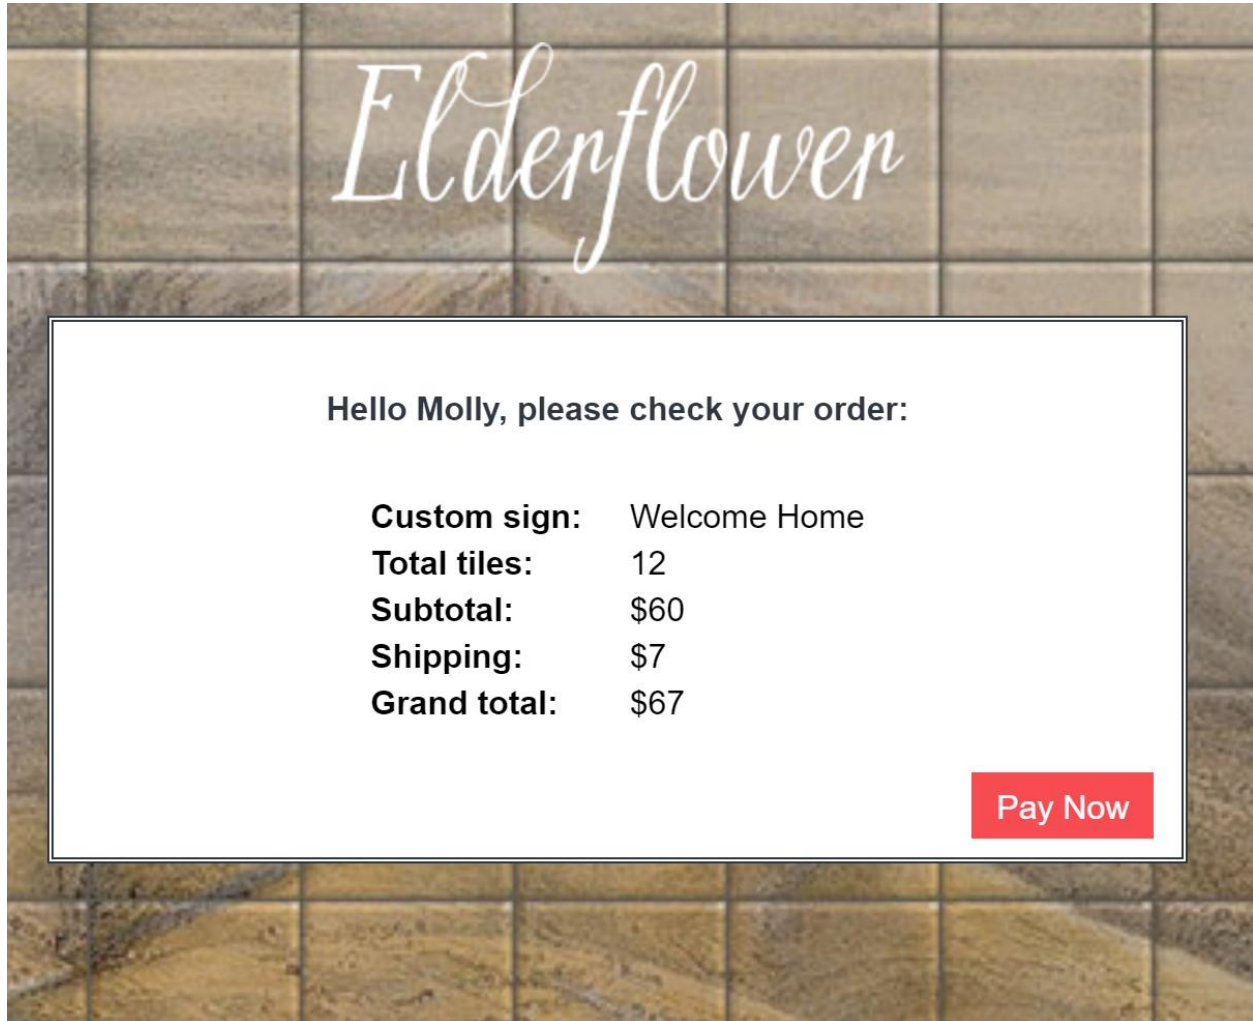 Elderflower
Hello Molly, please check your order:
Custom sign: Welcome Home
Total tiles: 12
Subtotal: $60
Shipping: $7
Grand total: $67
Pay Now